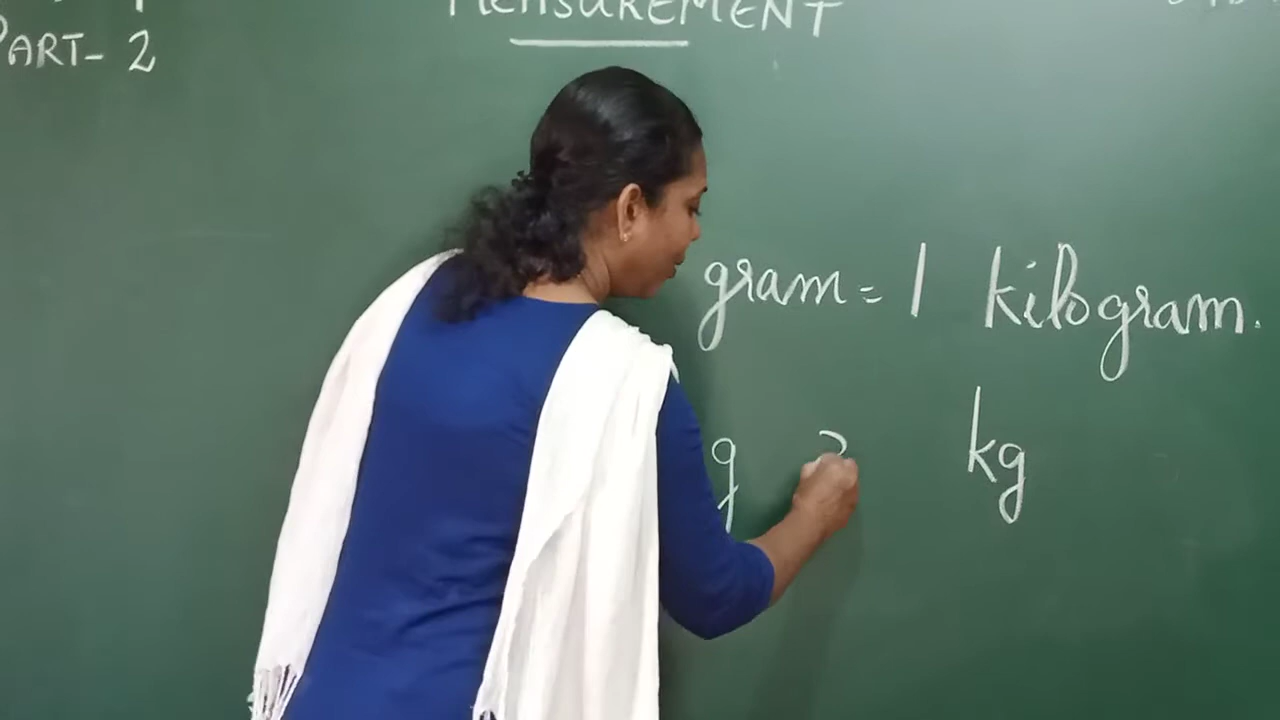 MEASUREMENT
PART- 2
gram = 1 kilogram.
g kg